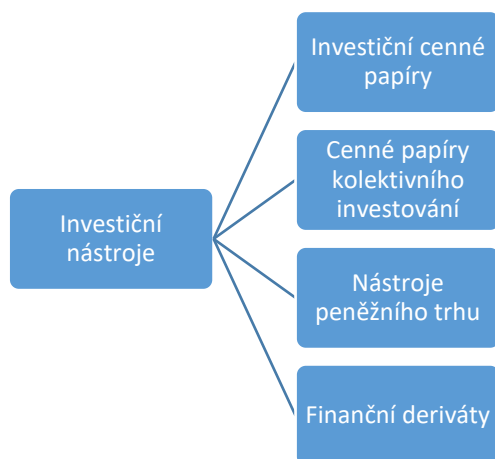 Investiční
nástroje
Investiční cenné
papíry
Cenné papíry
kolektivního
investování
Nástroje
peněžního trhu
Finanční deriváty